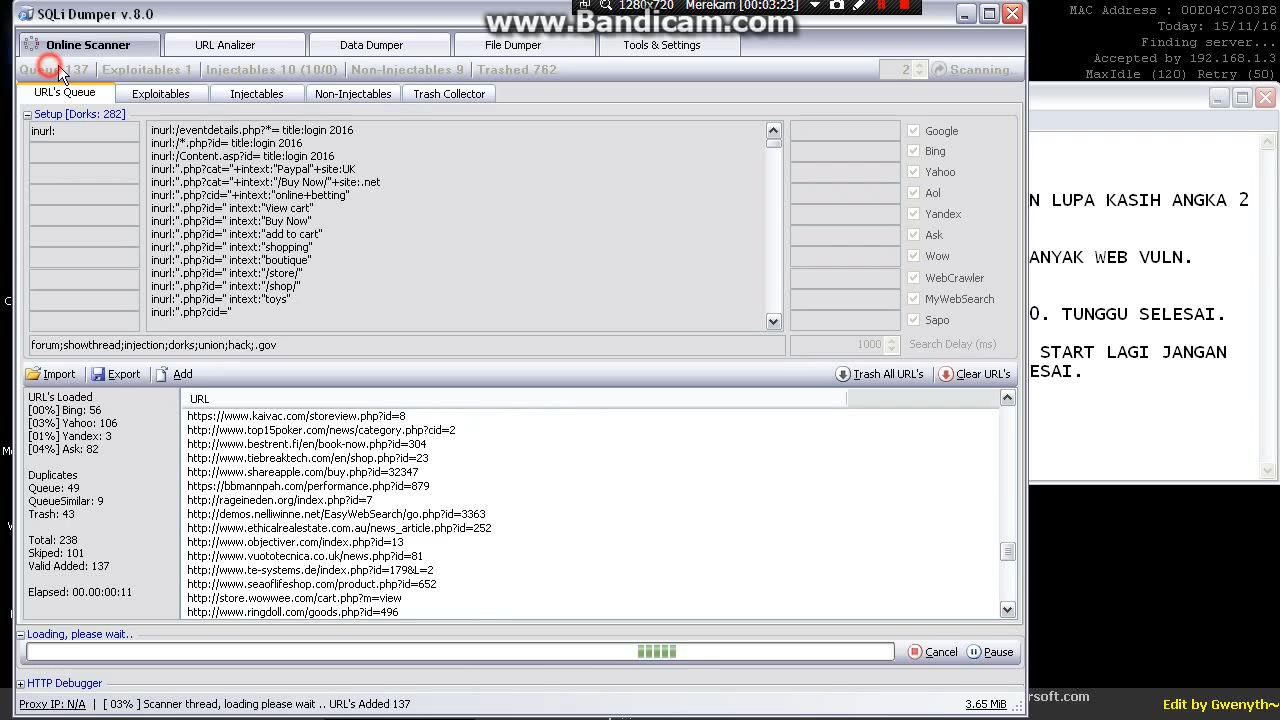 SQLi Dumper v.8.0
1280x720
Merekam (00:03:23)
www.Bandicam.com
MAC Address : 00E04C7303E8
Today: 15/11/16
Finding server...
Accepted by 192.168.1.3
MaxIdle (120) Retry (50)
Online Scanner
URL Analizer
Data Dumper
File Dumper
Tools & Settings
137
Exploitables 1
Injectables 10 (10/0)
Non-Injectables 9
Trashed 762
2
Scanning..
URL's Queue
Exploitables
Injectables
Non-Injectables
Trash Collector
Setup [Dorks: 282]
inurl:
inurl:/eventdetails.php?*= title:login 2016
inurl:/*.php?id= title:login 2016
inurl:/Content.asp?id= title:login 2016
inurl:".php?cat="+intext:"Paypal"+site:UK
inurl:".php?cat="+intext:"/Buy Now/"+site:.net
inurl:".php?cid="+intext:"online+betting"
inurl:".php?id=" intext:"View cart"
inurl:".php?id=" intext:"Buy Now"
inurl:".php?id=" intext:"add to cart"
inurl:".php?id=" intext:"shopping"
inurl:".php?id=" intext:"boutique"
inurl:".php?id=" intext:"/store/"
inurl:".php?id=" intext:"/shop/"
inurl:".php?id=" intext:"toys"
inurl:".php?cid="
Google
Bing
Yahoo
Aol
Yandex
Ask
Wow
WebCrawler
MyWebSearch
Sapo
forum;showthread;injection;dorks;union;hack;.gov
1000
Search Delay (ms)
Import
Export
Add
Trash All URL's
Clear URL's
URL's Loaded
[00%] Bing: 56
[03%] Yahoo: 106
[01%] Yandex: 3
[04%] Ask: 82
Duplicates
Queue: 49
QueueSimilar: 9
Trash: 43
Total: 238
Skiped: 101
Valid Added: 137
Elapsed: 00.00:00:11
URL
https://www.kaivac.com/storeview.php?id=8
http://www.top15poker.com/news/category.php?cid=2
http://www.bestrent.fi/en/book-now.php?id=304
http://www.tiebreaktech.com/en/shop.php?id=23
http://www.shareapple.com/buy.php?id=32347
https://bbmannpah.com/performance.php?id=879
http://rageineden.org/index.php?id=7
http://demos.nelliwinne.net/EasyWebSearch/go.php?id=3363
http://www.ethicalrealestate.com.au/news_article.php?id=252
http://www.objectiver.com/index.php?id=13
http://www.vuototecnica.co.uk/news.php?id=81
http://www.te-systems.de/index.php?id=179&L=2
http://www.seaoflifeshop.com/product.php?id=652
http://store.wowwee.com/cart.php?m=view
http://www.ringdoll.com/goods.php?id=496
N LUPA KASIH ANGKA 2
ANYAK WEB VULN.
0. TUNGGU SELESAI.
START LAGI JANGAN
ESAI.
Loading, please wait..
Cancel
Pause
HTTP Debugger
Proxy IP: N/A
[ 03% ] Scanner thread, loading please wait .. URL's Added 137
3.65 MiB
rsoft.com
Edit by Gwenyth~